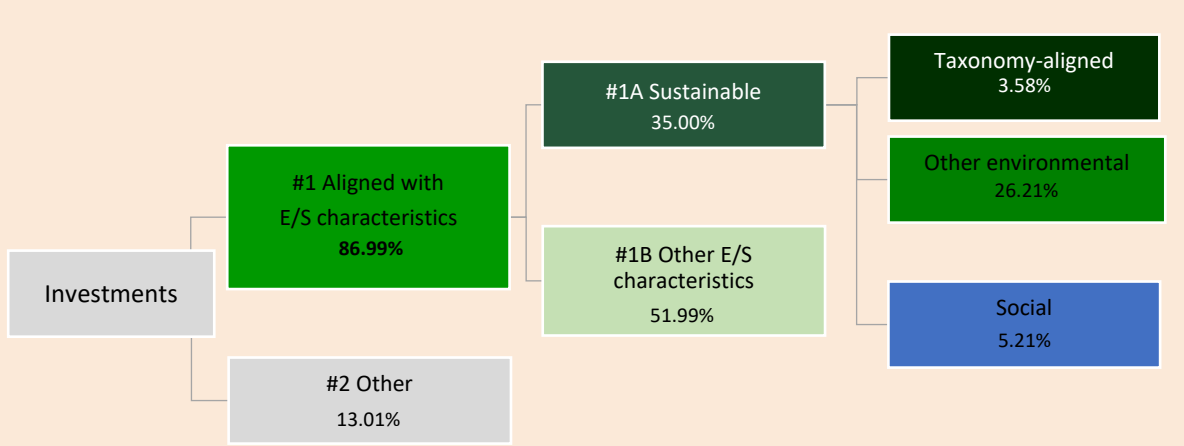 Investments
#1 Aligned with
E/S characteristics
86.99%
#2 Other
13.01%
#1A Sustainable
35.00%
#1B Other E/S
characteristics
51.99%
Taxonomy-aligned
3.58%
Other environmental
26.21%
Social
5.21%